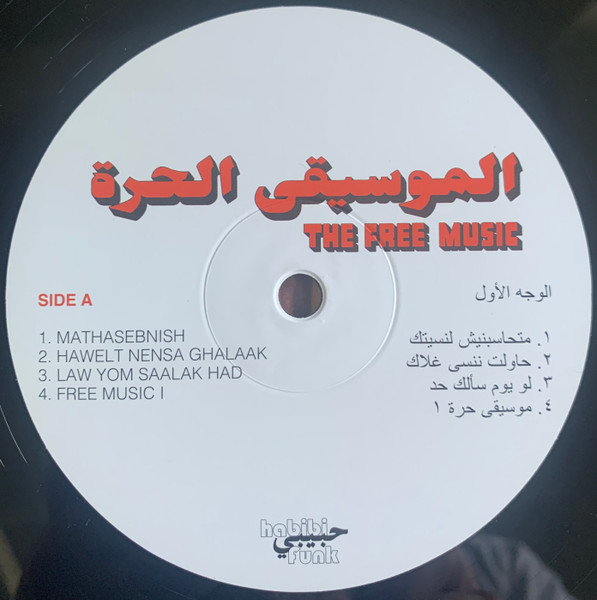 الموسيقى الحرة
THE FREE MUSIC
SIDE A
1. MATHASEBNISH
2. HAWELT NENSA GHALAAK
3. LAW YOM SAALAK HAD
4. FREE MUSIC I
الوجه الأول
١. متحاسبنيش لنسيتك
٢. حاولت ننسى غلاك
٣. لو يوم سألك حد
٤. موسيقى حرة ١
habibi
حبيبي
funk